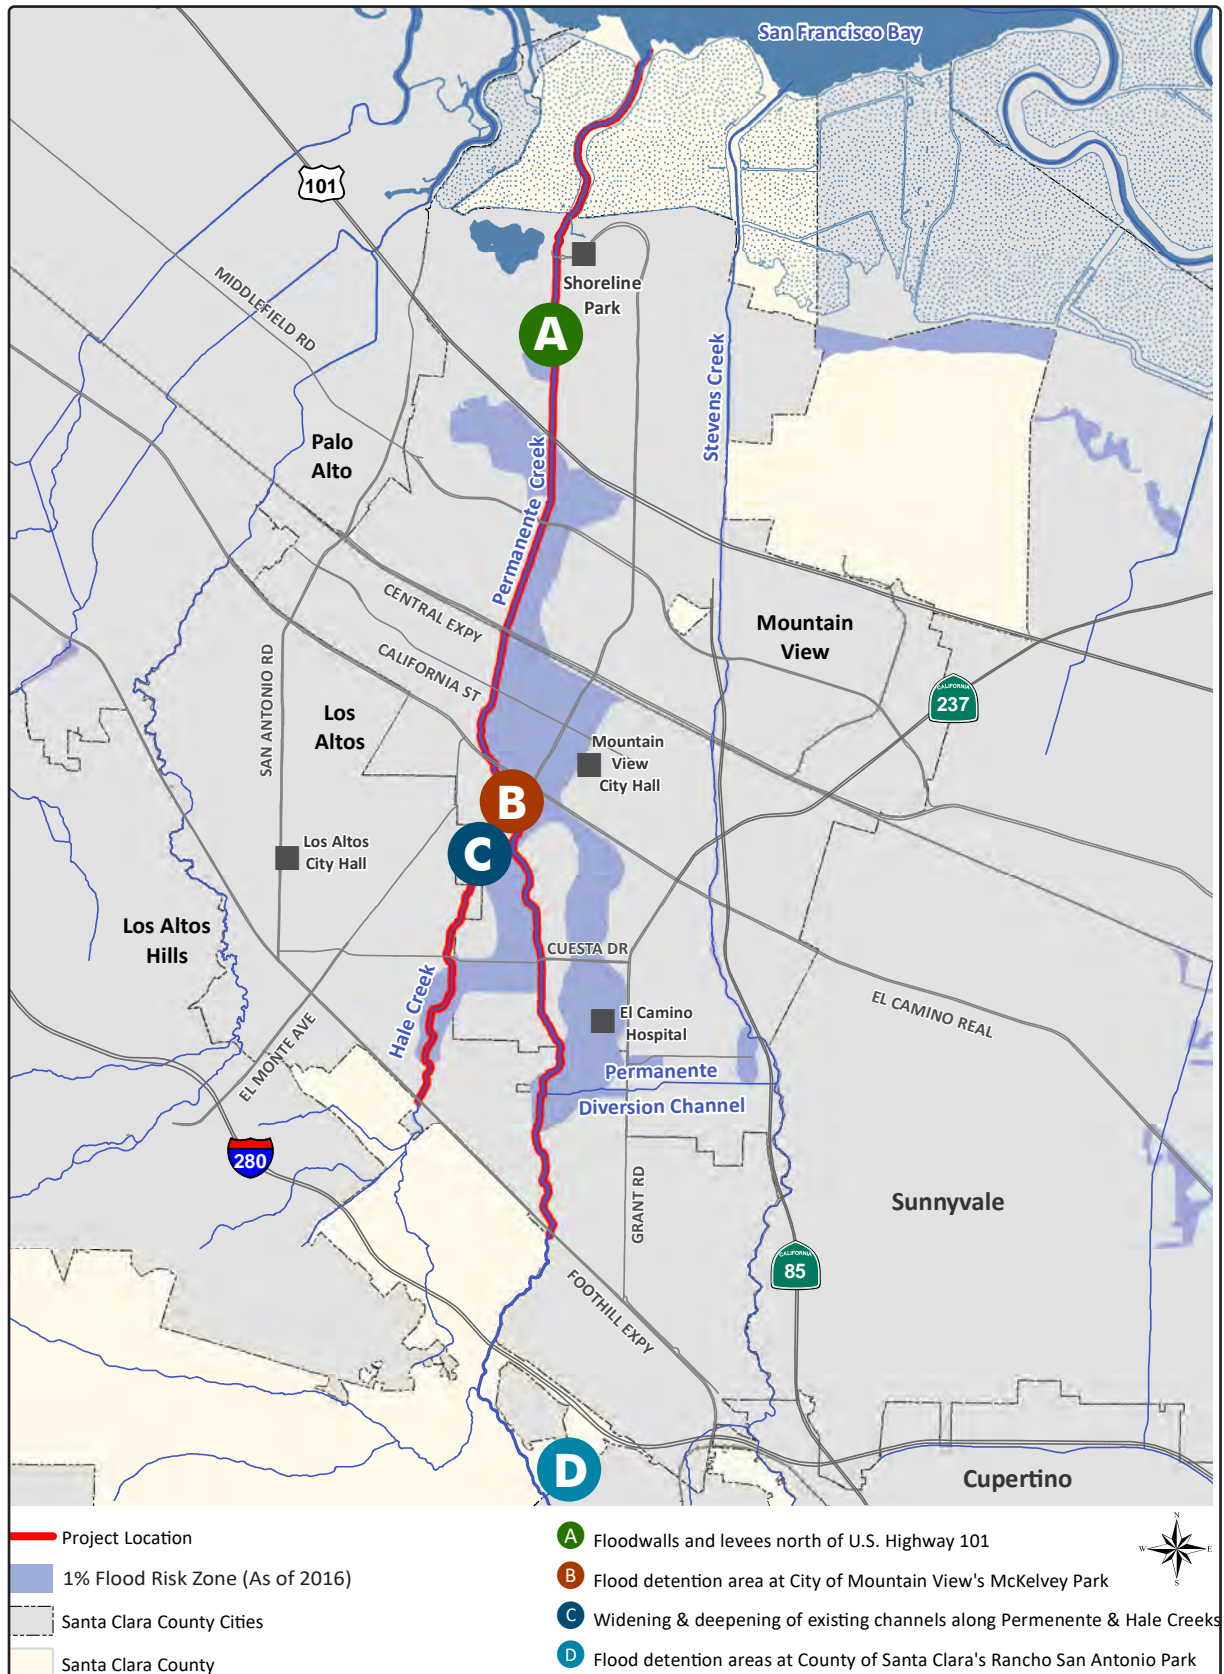 San Francisco Bay
101
Shoreline
Park
A
MIDDLEFIELD RD
Stevens Creek
Palo
Alto
Permanente Creek
CENTRAL EXPY
Mountain
View
CALIFORNIA ST
SAN ANTONIO RD
CALIFORNIA
237
Los
Altos
Mountain
View
City Hall
B
C
Los Altos
City Hall
Los Altos
Hills
CUESTA DR
EL CAMINO REAL
Hale Creek
El Camino
Hospital
EL MONTE AVE
Permanente
Diversion Channel
280
GRANT RD
Sunnyvale
CALIFORNIA
85
FOOTHILL EXPY
D
Cupertino
Project Location
1% Flood Risk Zone (As of 2016)
Santa Clara County Cities
Santa Clara County
A Floodwalls and levees north of U.S. Highway 101
B Flood detention area at City of Mountain View's McKelvey Park
C Widening & deepening of existing channels along Permenente & Hale Creeks
D Flood detention areas at County of Santa Clara's Rancho San Antonio Park
N
W E
S